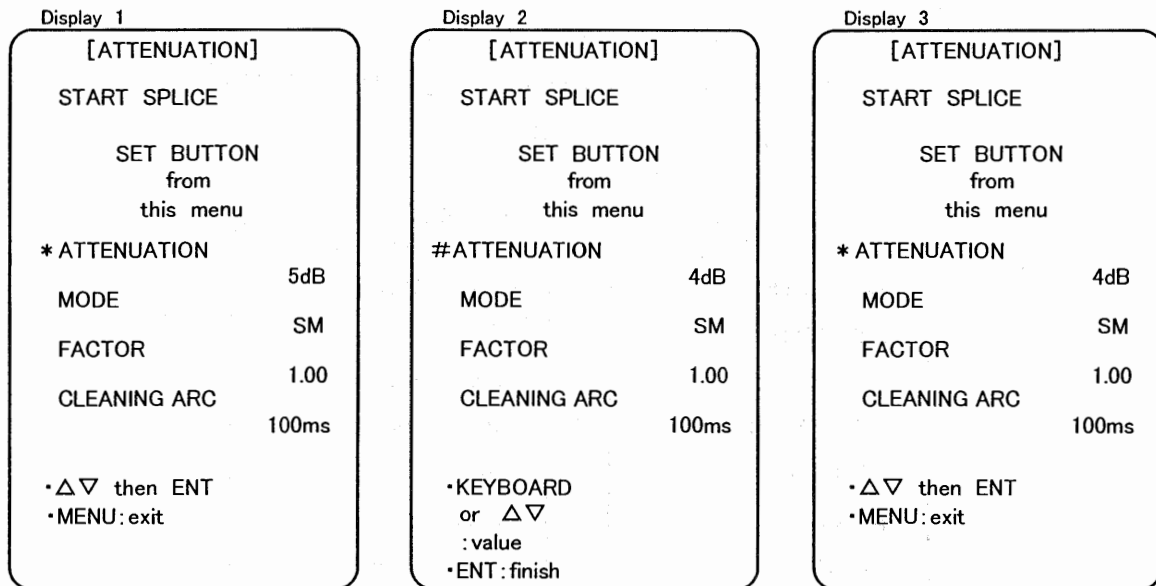 Display 1
[ATTENUATION]
START SPLICE
SET BUTTON
from
this menu
*ATTENUATION
5dB
MODE
SM
FACTOR
1.00
CLEANING ARC
100ms
・△▽ then ENT
・MENU:exit
Display 2
[ATTENUATION]
START SPLICE
SET BUTTON
from
this menu
#ATTENUATION
4dB
MODE
SM
FACTOR
1.00
CLEANING ARC
100ms
・KEYBOARD
or △▽
:value
・ENT:finish
Display 3
[ATTENUATION]
START SPLICE
SET BUTTON
from
this menu
*ATTENUATION
4dB
MODE
SM
FACTOR
1.00
CLEANING ARC
100ms
・△▽ then ENT
・MENU:exit